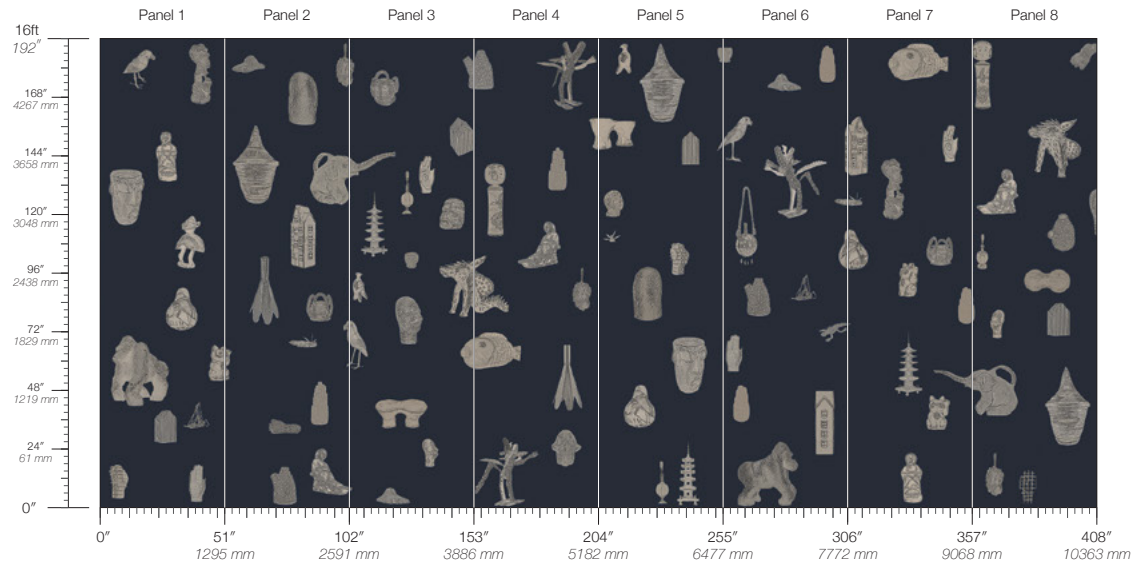 Panel 1 Panel 2 Panel 3 Panel 4 Panel 5 Panel 6 Panel 7 Panel 8
16ft
192"
168"
4267 mm
144"
3658 mm
120"
3048 mm
96"
2438 mm
72"
1829 mm
48"
1219 mm
24"
61 mm
0"
0" 51" 102" 153" 204" 255" 306" 357" 408"
1295 mm 2591 mm 3886 mm 5182 mm 6477 mm 7772 mm 9068 mm 10363 mm